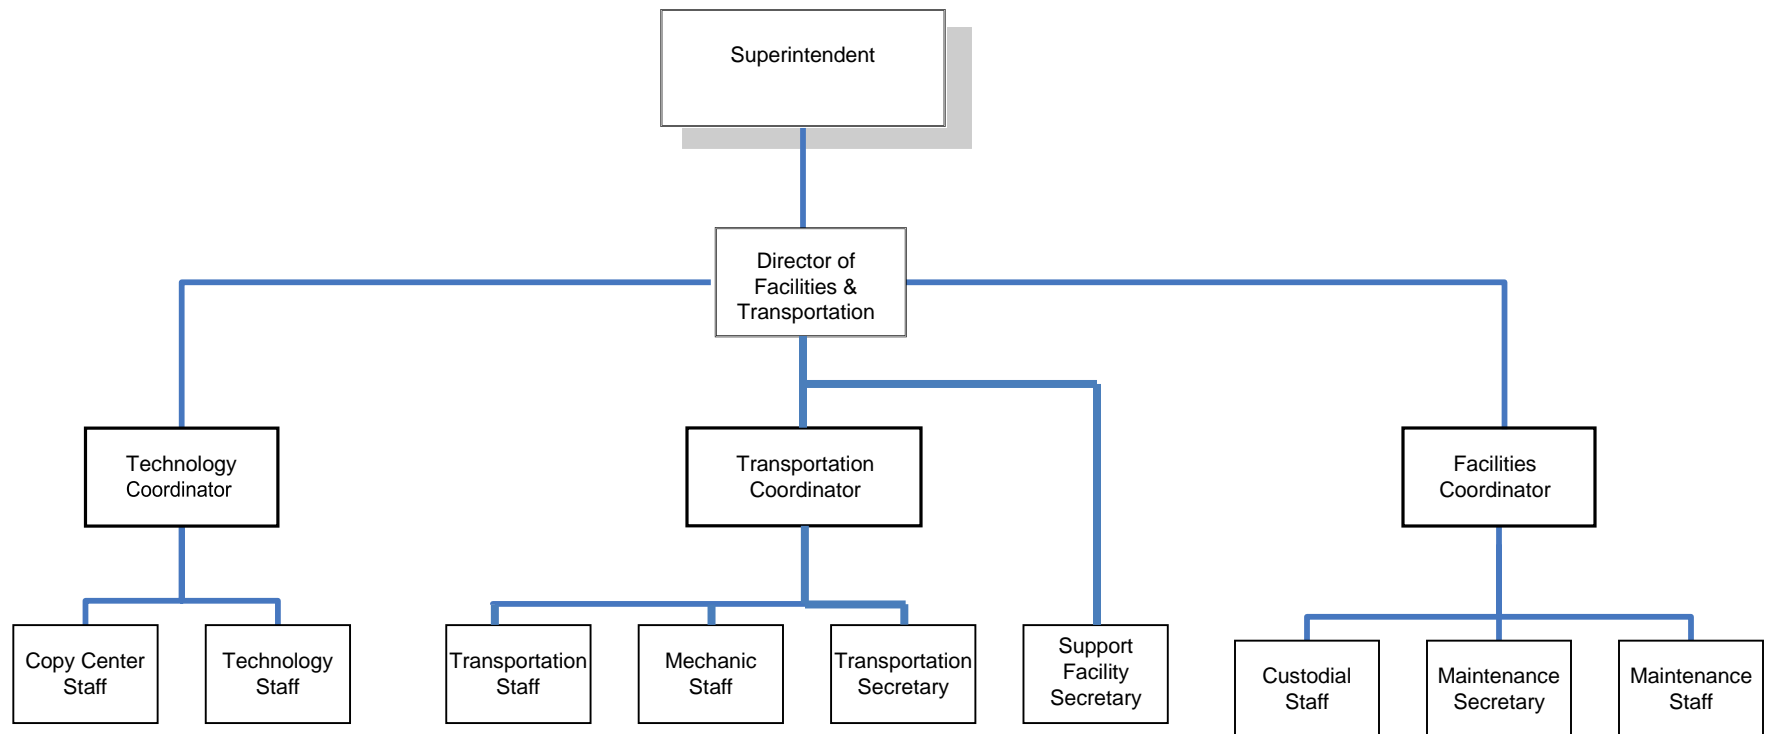 Superintendent
Director of
Facilities &
Transportation
Technology
Coordinator
Transportation
Coordinator
Facilities
Coordinator
Copy Center
Staff
Technology
Staff
Transportation
Staff
Mechanic
Staff
Transportation
Secretary
Support
Facility
Secretary
Custodial
Staff
Maintenance
Secretary
Maintenance
Staff